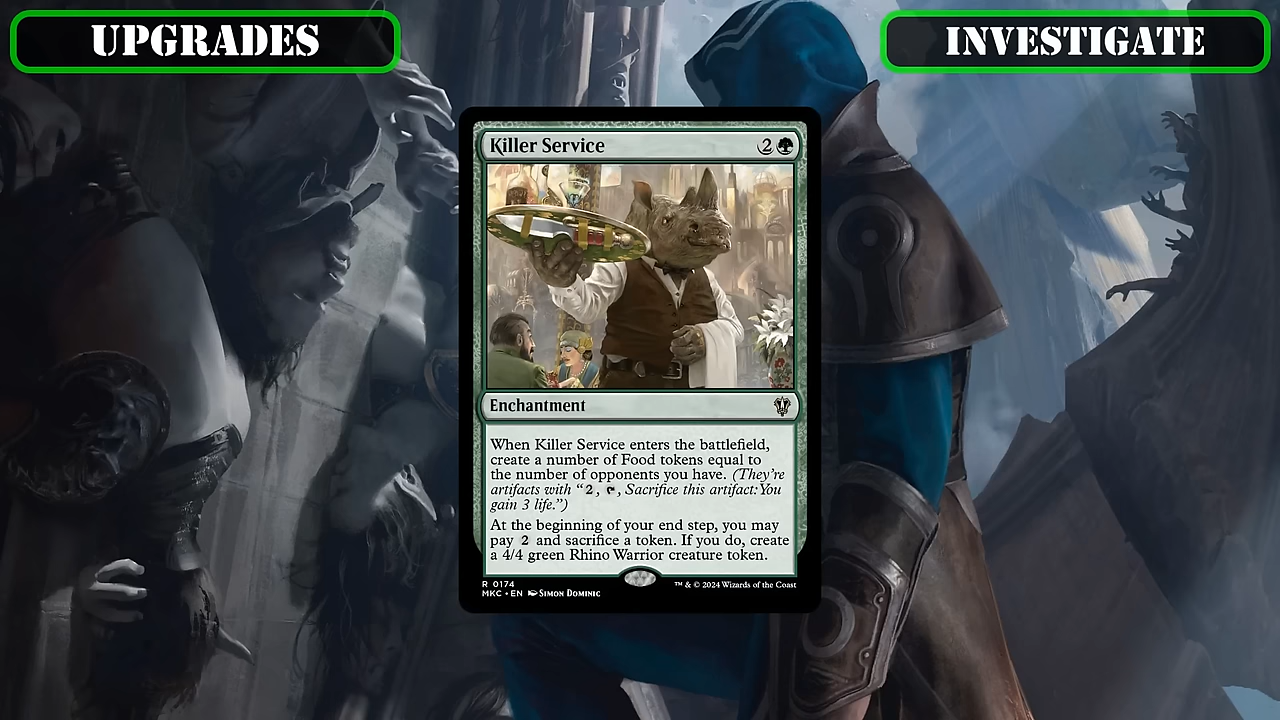 UPGRADES
INVESTIGATE
Killer Service 2
Enchantment
When Killer Service enters the battlefield,
create a number of Food tokens equal to
the number of opponents you have. (They're
artifacts with “2, , Sacrifice this artifact: You
gain 3 life.”)
At the beginning of your end step, you may
pay 2 and sacrifice a token. If you do, create
a 4/4 green Rhino Warrior creature token.
R 0174
™ & © 2024 Wizards of the Coast
MKC • EN Simon Dominic